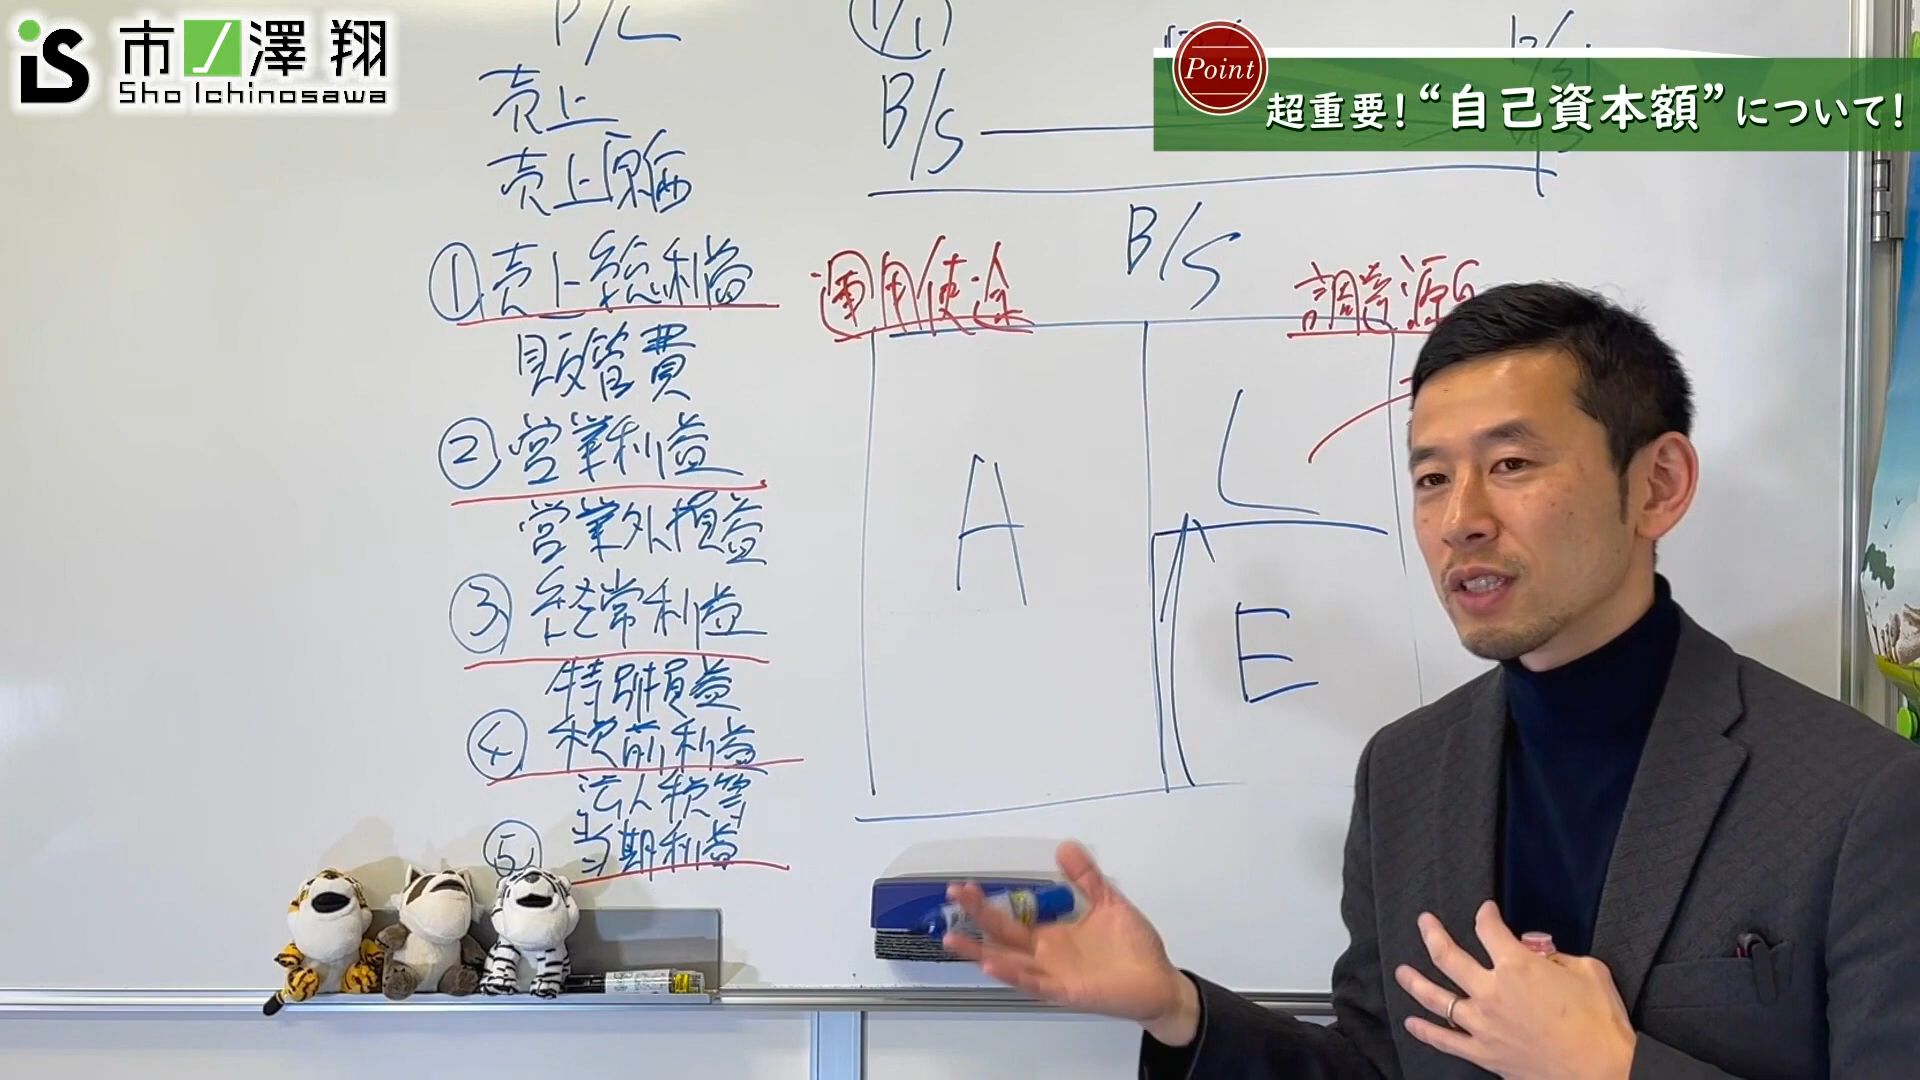 市ノ澤翔
Sho Ichinosawa
Point
超重要！“自己資本額”について！
P/L
売上
売上原価
①売上総利益
販管費
②営業利益
営業外損益
③経常利益
特別損益
④税前利益
法人税等
⑤当期利益
1/1
B/S
B/S
運用使途
調達源
A
L
E